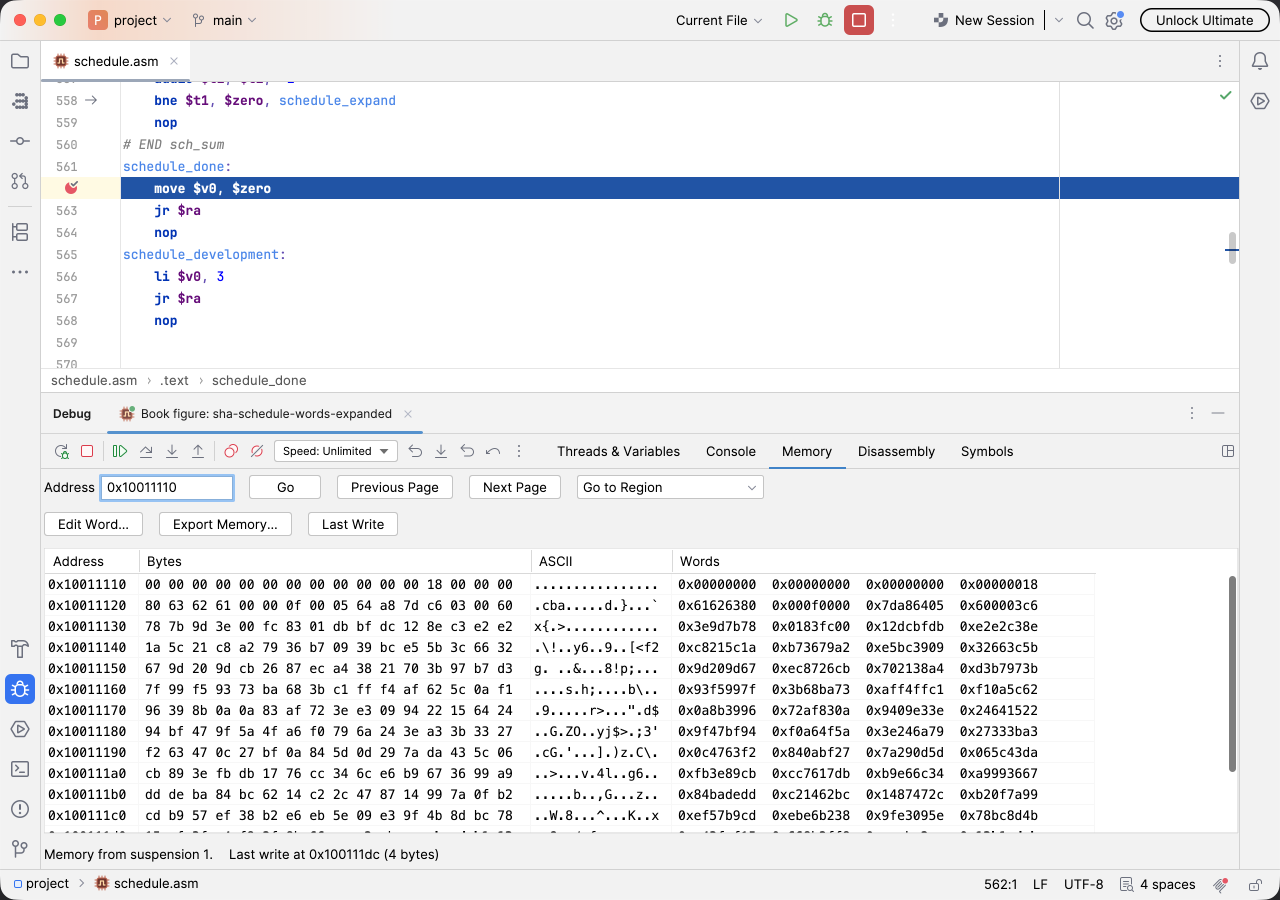 P project main Current File New Session Unlock Ultimate
schedule.asm
558 bne $t1, $zero, schedule_expand
559 nop
560 # END sch_sum
561 schedule_done:
move $v0, $zero
563 jr $ra
564 nop
565 schedule_development:
566 li $v0, 3
567 jr $ra
568 nop
569
570
schedule.asm › .text › schedule_done
Debug Book figure: sha-schedule-words-expanded
Speed: Unlimited Threads & Variables Console Memory Disassembly Symbols
Address 0x10011110 Go Previous Page Next Page Go to Region
Edit Word... Export Memory... Last Write
Address Bytes ASCII Words
0x10011110 00 00 00 00 00 00 00 00 00 00 00 00 18 00 00 00 ................ 0x00000000 0x00000000 0x00000000 0x00000018
0x10011120 80 63 62 61 00 00 0f 00 05 64 a8 7d c6 03 00 60 .cba.....d.}...` 0x61626380 0x000f0000 0x7da86405 0x600003c6
0x10011130 78 7b 9d 3e 00 fc 83 01 db bf dc 12 8e c3 e2 e2 x{.>............ 0x3e9d7b78 0x0183fc00 0x12dcbfdb 0xe2e2c38e
0x10011140 1a 5c 21 c8 a2 79 36 b7 09 39 bc e5 5b 3c 66 32 .\!..y6..9..[<f2 0xc8215c1a 0xb73679a2 0xe5bc3909 0x32663c5b
0x10011150 67 9d 20 9d cb 26 87 ec a4 38 21 70 3b 97 b7 d3 g. ..&...8!p;... 0x9d209d67 0xec8726cb 0x702138a4 0xd3b7973b
0x10011160 7f 99 f5 93 73 ba 68 3b c1 ff f4 af 62 5c 0a f1 ....s.h;....b\.. 0x93f5997f 0x3b68ba73 0xaff4ffc1 0xf10a5c62
0x10011170 96 39 8b 0a 0a 83 af 72 3e e3 09 94 22 15 64 24 .9.....r>...".d$ 0x0a8b3996 0x72af830a 0x9409e33e 0x24641522
0x10011180 94 bf 47 9f 5a 4f a6 f0 79 6a 24 3e a3 3b 33 27 ..G.ZO..yj$>.;3' 0x9f47bf94 0xf0a64f5a 0x3e246a79 0x27333ba3
0x10011190 f2 63 47 0c 27 bf 0a 84 5d 0d 29 7a da 43 5c 06 .cG.'...].)z.C\. 0x0c4763f2 0x840abf27 0x7a290d5d 0x065c43da
0x100111a0 cb 89 3e fb db 17 76 cc 34 6c e6 b9 67 36 99 a9 ..>...v.4l..g6.. 0xfb3e89cb 0xcc7617db 0xb9e66c34 0xa9993667
0x100111b0 dd de ba 84 bc 62 14 c2 2c 47 87 14 99 7a 0f b2 .....b..,G...z.. 0x84badedd 0xc21462bc 0x1487472c 0xb20f7a99
0x100111c0 cd b9 57 ef 38 b2 e6 eb 5e 09 e3 9f 4b 8d bc 78 ..W.8...^...K..x 0xef57b9cd 0xebe6b238 0x9fe3095e 0x78bc8d4b
Memory from suspension 1. Last write at 0x100111dc (4 bytes)
project › schedule.asm 562:1 LF UTF-8 4 spaces